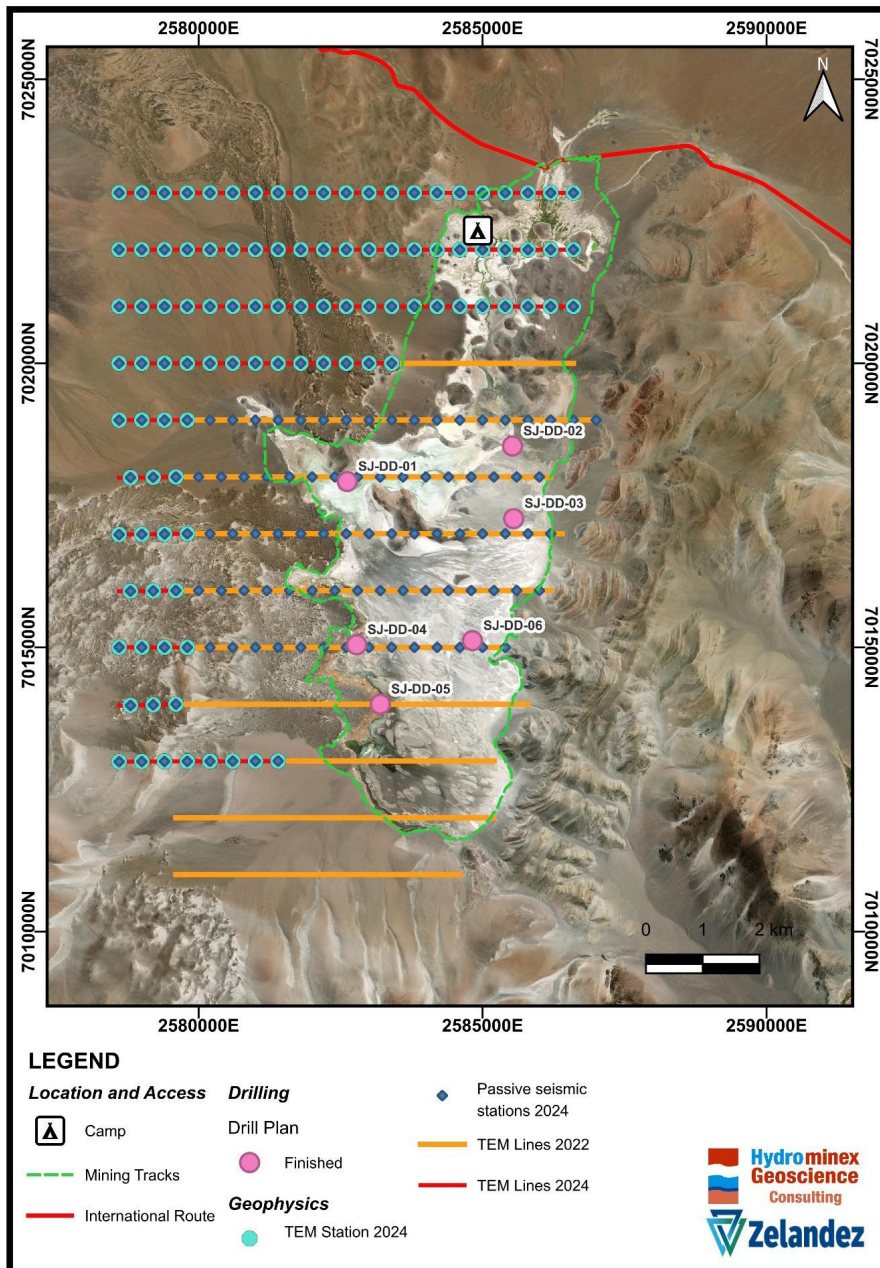 2580000E 2585000E 2590000E
7025000N 7025000N
N
SJ-DD-02
SJ-DD-01
SJ-DD-03
SJ-DD-04 SJ-DD-06
SJ-DD-05
7020000N 7020000N
7015000N 7015000N
7010000N 7010000N
0 1 2 km
2580000E 2585000E 2590000E
LEGEND
Location and Access
Camp
Mining Tracks
International Route
Drilling
Drill Plan
Finished
Geophysics
TEM Station 2024
Passive seismic
stations 2024
TEM Lines 2022
TEM Lines 2024
Hydrominex
Geoscience
Consulting
Zelandez